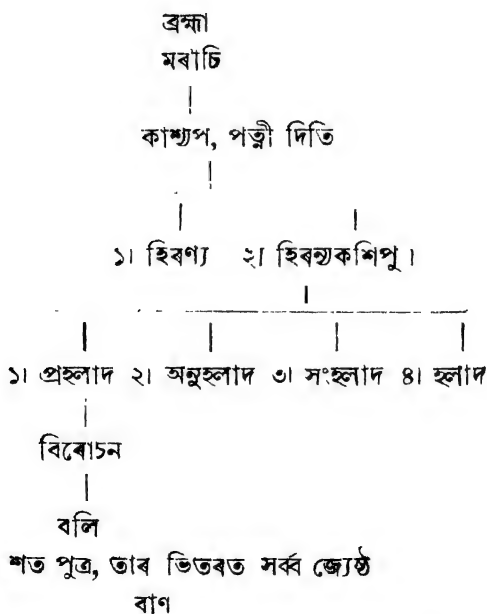 ব্ৰহ্মা
মৰাচি
কাশ্যপ, পত্নী দিতি
১। হিৰণ্য ২। হিৰন্যকশিপু।
১। প্ৰহ্লাদ ২। অনুহ্লাদ ৩। সংহ্লাদ ৪। হ্লাদ
বিৰোচন
বলি
শত পুত্ৰ, তাৰ ভিতৰত সৰ্ব্ব জ্যেষ্ঠ
বাণ